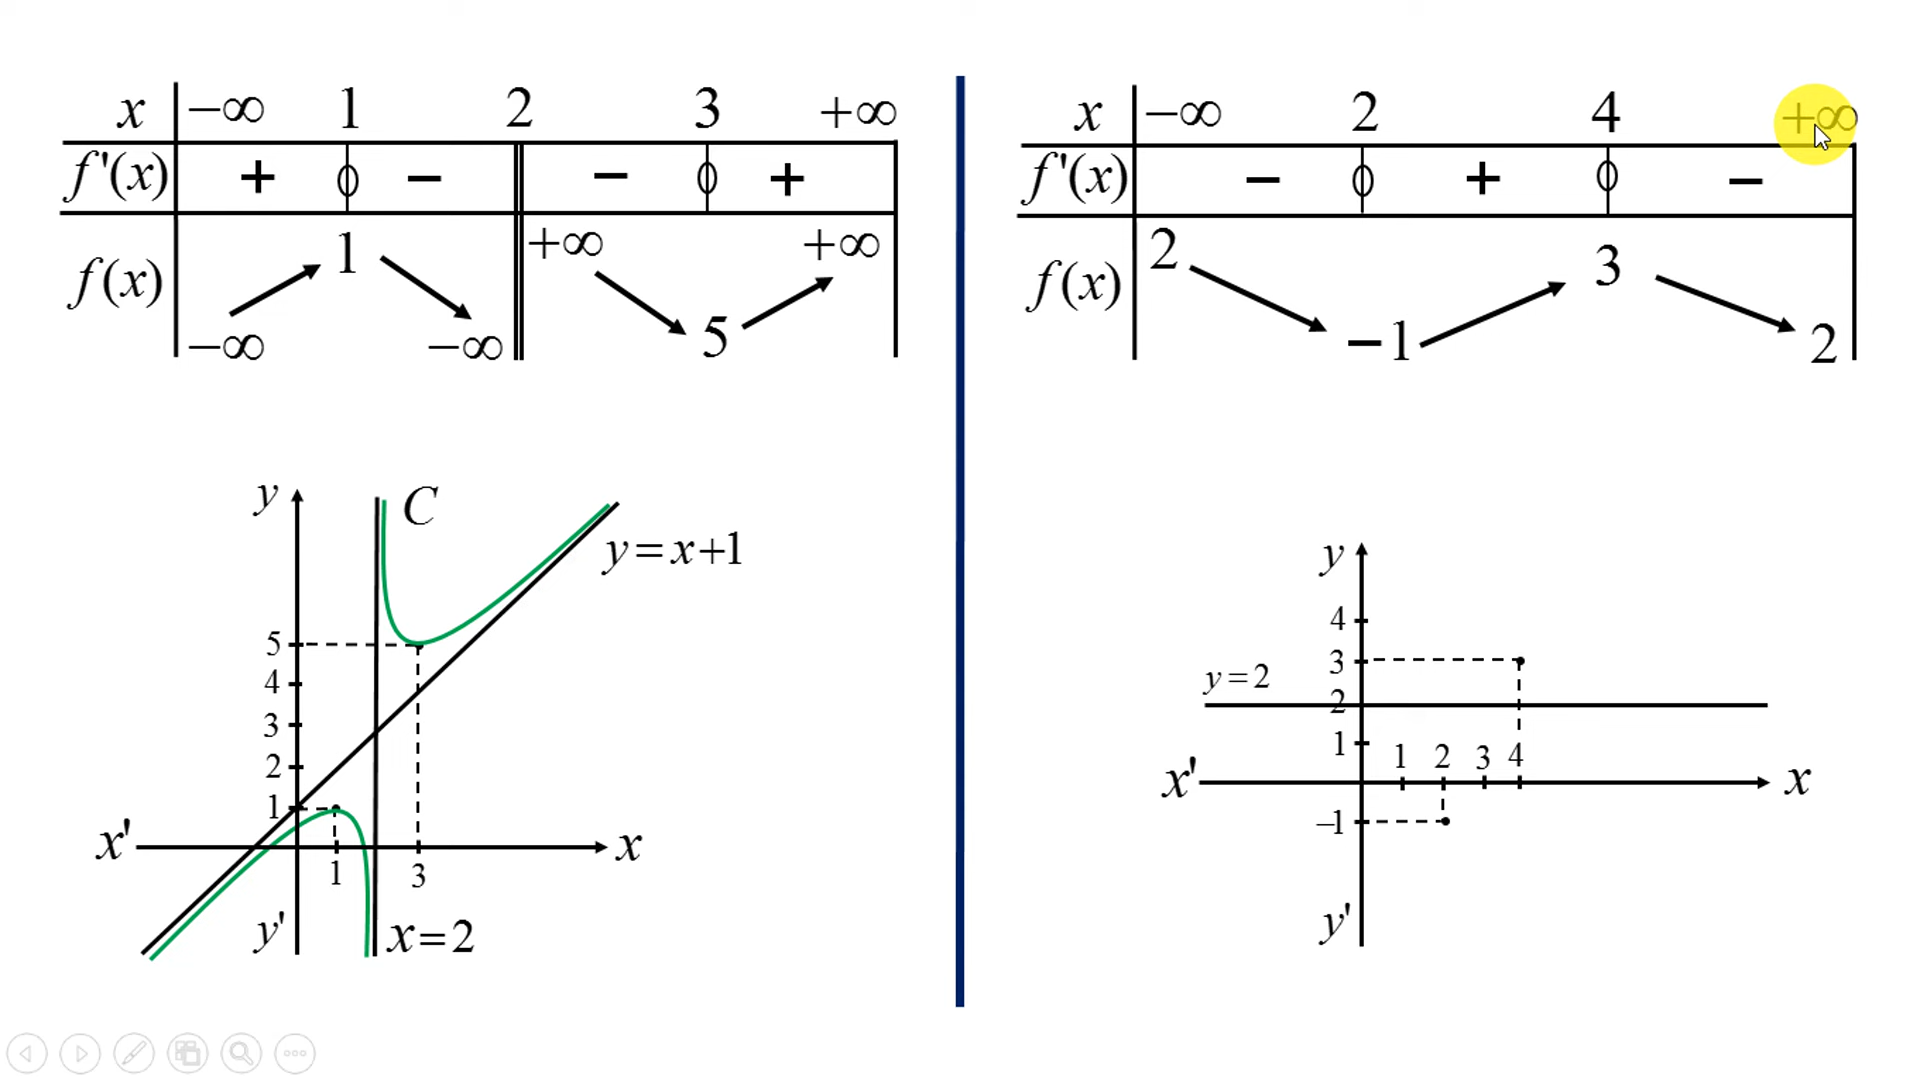 x −∞ 1 2 3 +∞
f'(x) + 0 − − 0 +
1 +∞ +∞
f(x)
−∞ −∞ 5
y C
y=x+1
5
4
3
2
1
x' x
1 3
y' x=2
x −∞ 2 4 +∞
f'(x) − 0 + 0 −
2 3
f(x)
−1 2
y
4
3
y=2
2
1 1 2 3 4
x' x
−1
y'